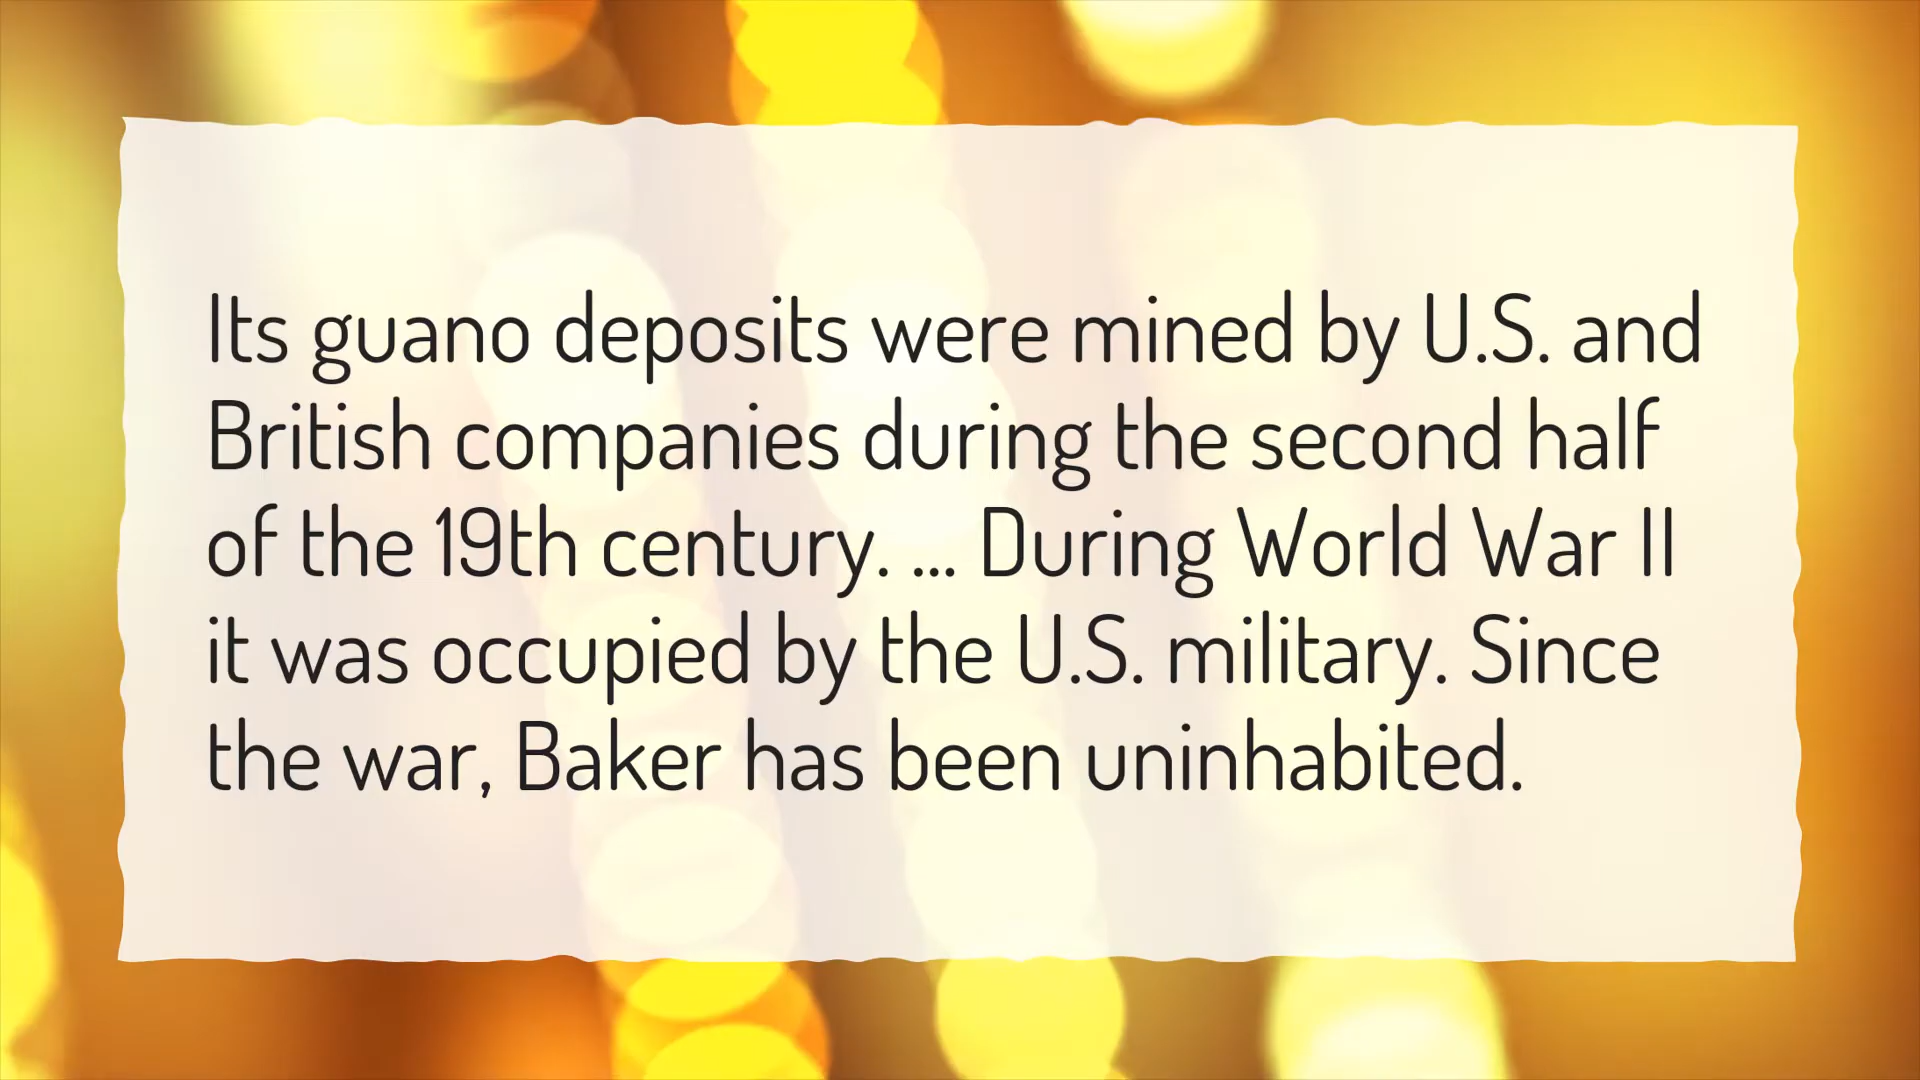 Its guano deposits were mined by U.S. and
British companies during the second half
of the 19th century. ... During World War II
it was occupied by the U.S. military. Since
the war, Baker has been uninhabited.